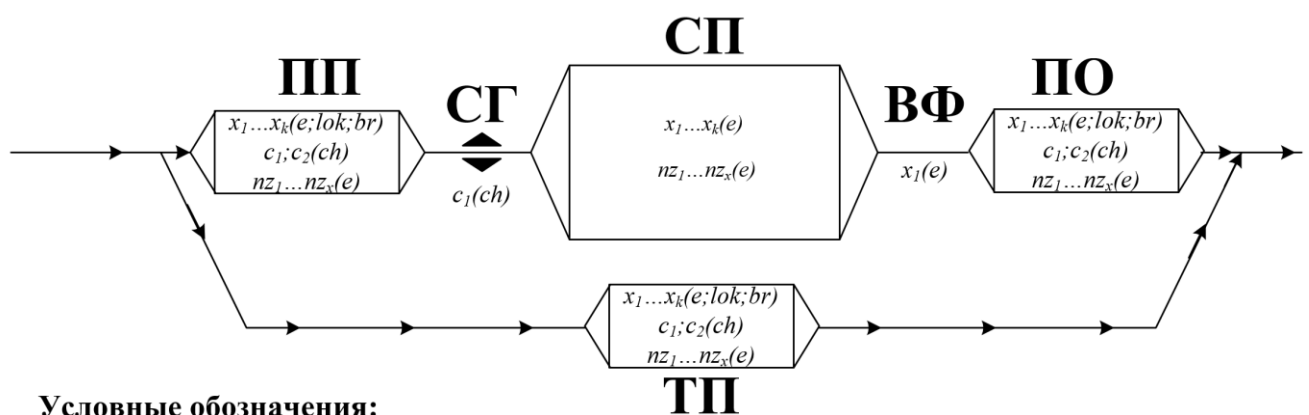 СП
ПП
СГ
ВФ
ПО
x₁...xₖ(e;lok;br)
c₁;c₂(ch)
nz₁...nzₓ(e)
c₁(ch)
x₁...xₖ(e)
nz₁...nzₓ(e)
x₁(e)
x₁...xₖ(e;lok;br)
c₁;c₂(ch)
nz₁...nzₓ(e)
x₁...xₖ(e;lok;br)
c₁;c₂(ch)
nz₁...nzₓ(e)
ТП
Условные обозначения: